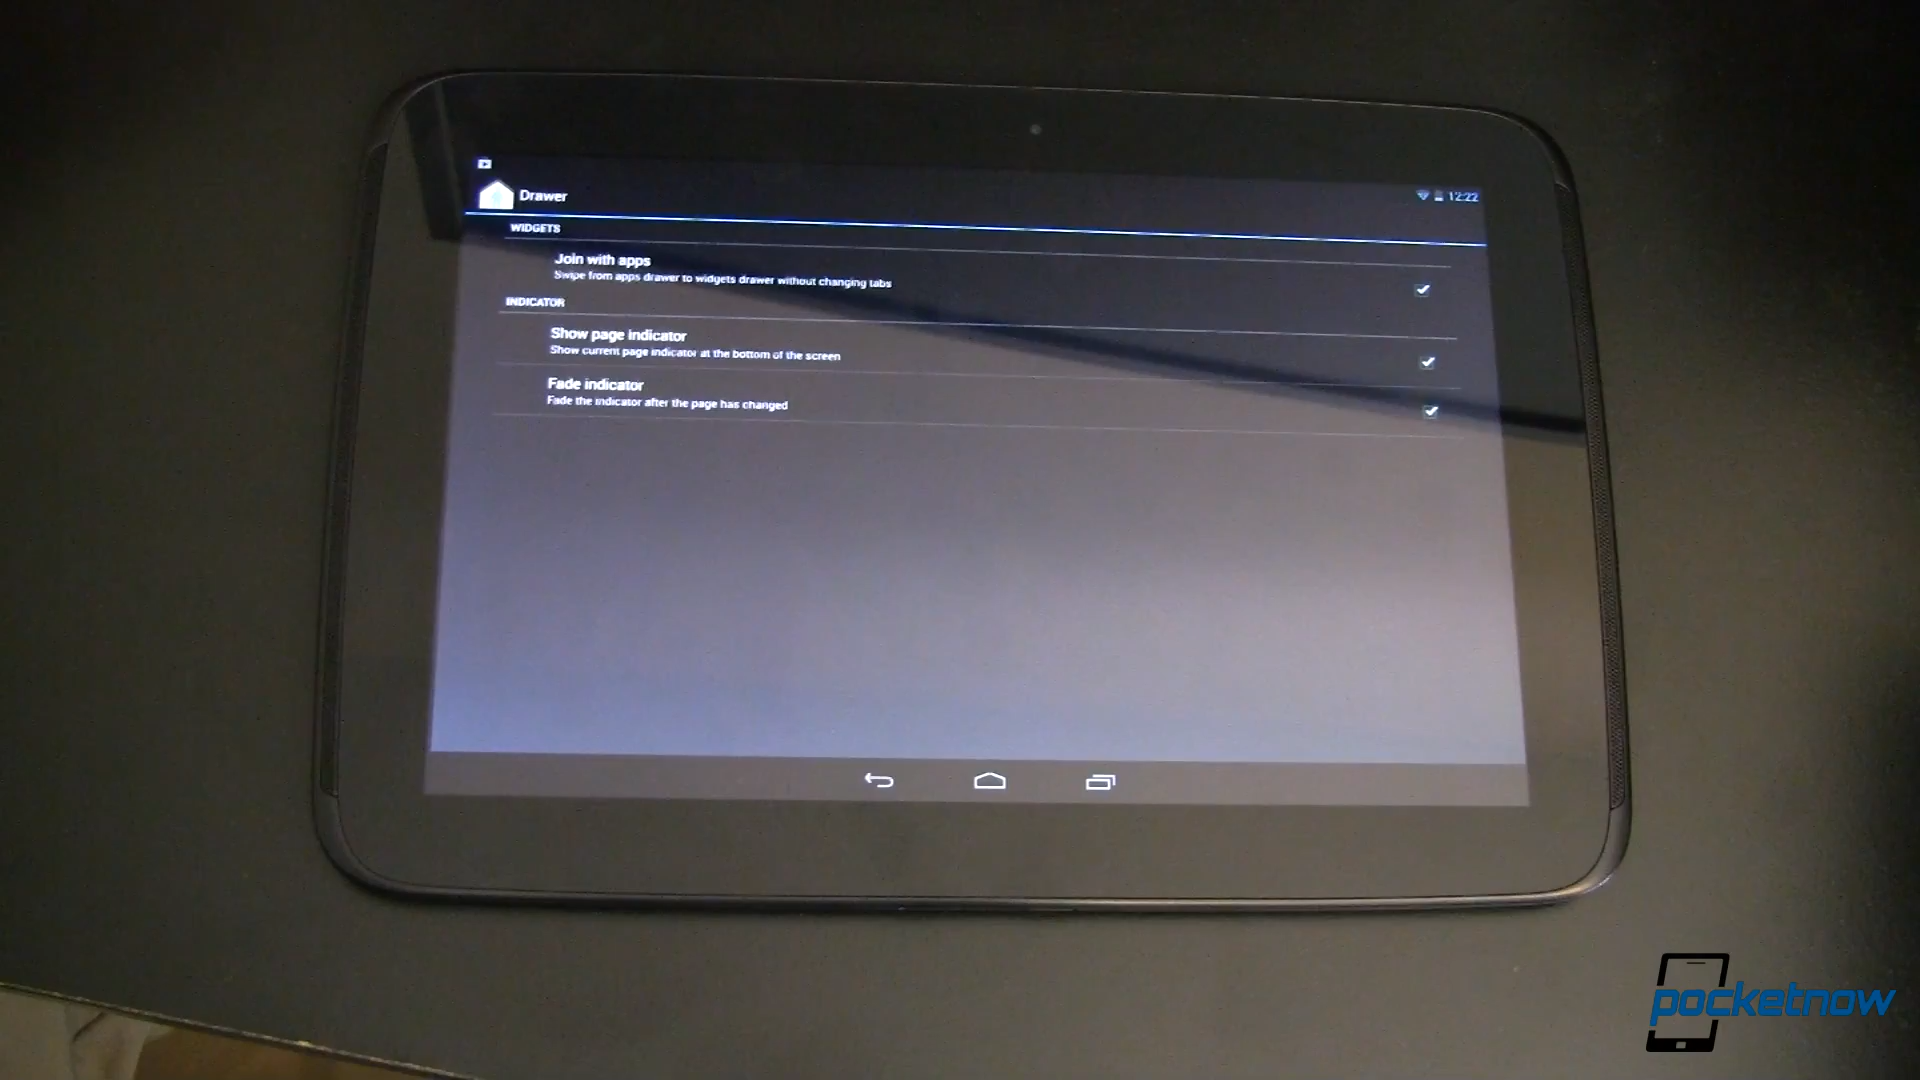 Drawer
12:22
WIDGETS
Join with apps
Swipe from apps drawer to widgets drawer without changing tabs
INDICATOR
Show page indicator
Show current page indicator at the bottom of the screen
Fade indicator
Fade the indicator after the page has changed
pocketnow